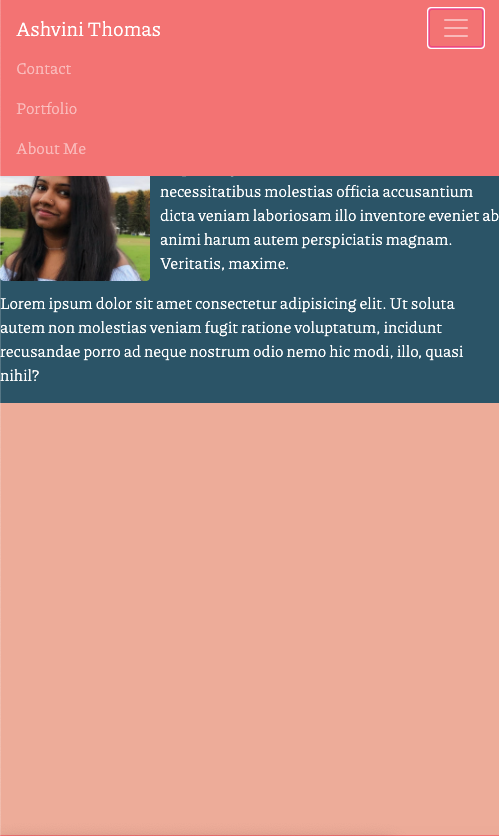 Ashvini Thomas
Contact
Portfolio
About Me
necessitatibus molestias officia accusantium
dicta veniam laboriosam illo inventore eveniet ab
animi harum autem perspiciatis magnam.
Veritatis, maxime.
Lorem ipsum dolor sit amet consectetur adipisicing elit. Ut soluta
autem non molestias veniam fugit ratione voluptatum, incidunt
recusandae porro ad neque nostrum odio nemo hic modi, illo, quasi
nihil?